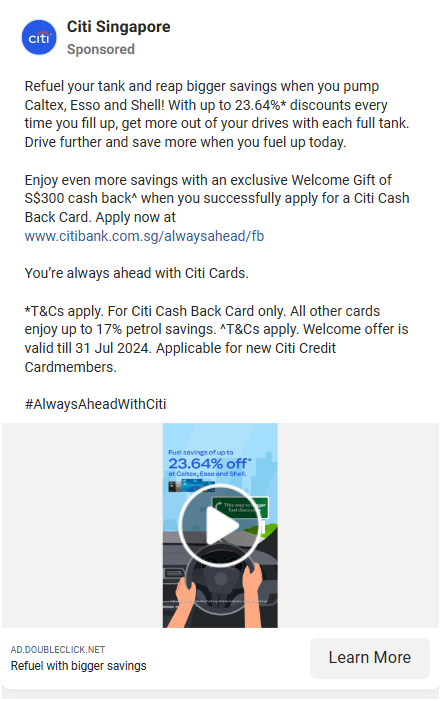 citi
Citi Singapore
Sponsored
Refuel your tank and reap bigger savings when you pump
Caltex, Esso and Shell! With up to 23.64%* discounts every
time you fill up, get more out of your drives with each full tank.
Drive further and save more when you fuel up today.
Enjoy even more savings with an exclusive Welcome Gift of
S$300 cash back^ when you successfully apply for a Citi Cash
Back Card. Apply now at
www.citibank.com.sg/alwaysahead/fb
You’re always ahead with Citi Cards.
*T&Cs apply. For Citi Cash Back Card only. All other cards
enjoy up to 17% petrol savings. ^T&Cs apply. Welcome offer is
valid till 31 Jul 2024. Applicable for new Citi Credit
Cardmembers.
#AlwaysAheadWithCiti
Fuel savings of up to
23.64% off*
at Caltex, Esso and Shell.
This way to
fuel
AD.DOUBLECLICK.NET
Refuel with bigger savings
Learn More